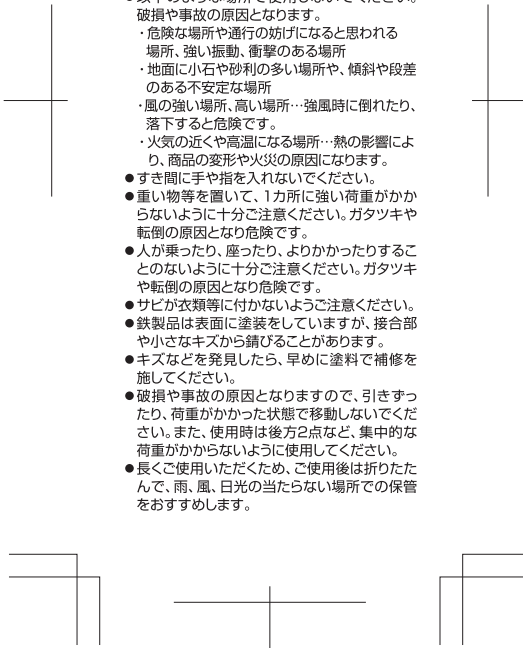 ●以下のような場所で使用しないでください。
破損や事故の原因となります。
・危険な場所や通行の妨げになると思われる
場所、強い振動、衝撃のある場所
・地面に小石や砂利の多い場所や、傾斜や段差
のある不安定な場所
・風の強い場所、高い場所…強風時に倒れたり、
落下すると危険です。
・火気の近くや高温になる場所…熱の影響によ
り、商品の変形や火災の原因になります。
●すき間に手や指を入れないでください。
●重い物等を置いて、1カ所に強い荷重がかか
らないように十分ご注意ください。ガタツキや
転倒の原因となり危険です。
●人が乗ったり、座ったり、よりかかったりするこ
とのないように十分ご注意ください。ガタツキ
や転倒の原因となり危険です。
●サビが衣類等に付かないようご注意ください。
●鉄製品は表面に塗装をしていますが、接合部
や小さなキズから錆びることがあります。
●キズなどを発見したら、早めに塗料で補修を
施してください。
●破損や事故の原因となりますので、引きずっ
たり、荷重がかかった状態で移動しないでくだ
さい。また、使用時は後方2点など、集中的な
荷重がかからないように使用してください。
●長くご使用いただくため、ご使用後は折りたた
んで、雨、風、日光の当たらない場所での保管
をおすすめします。